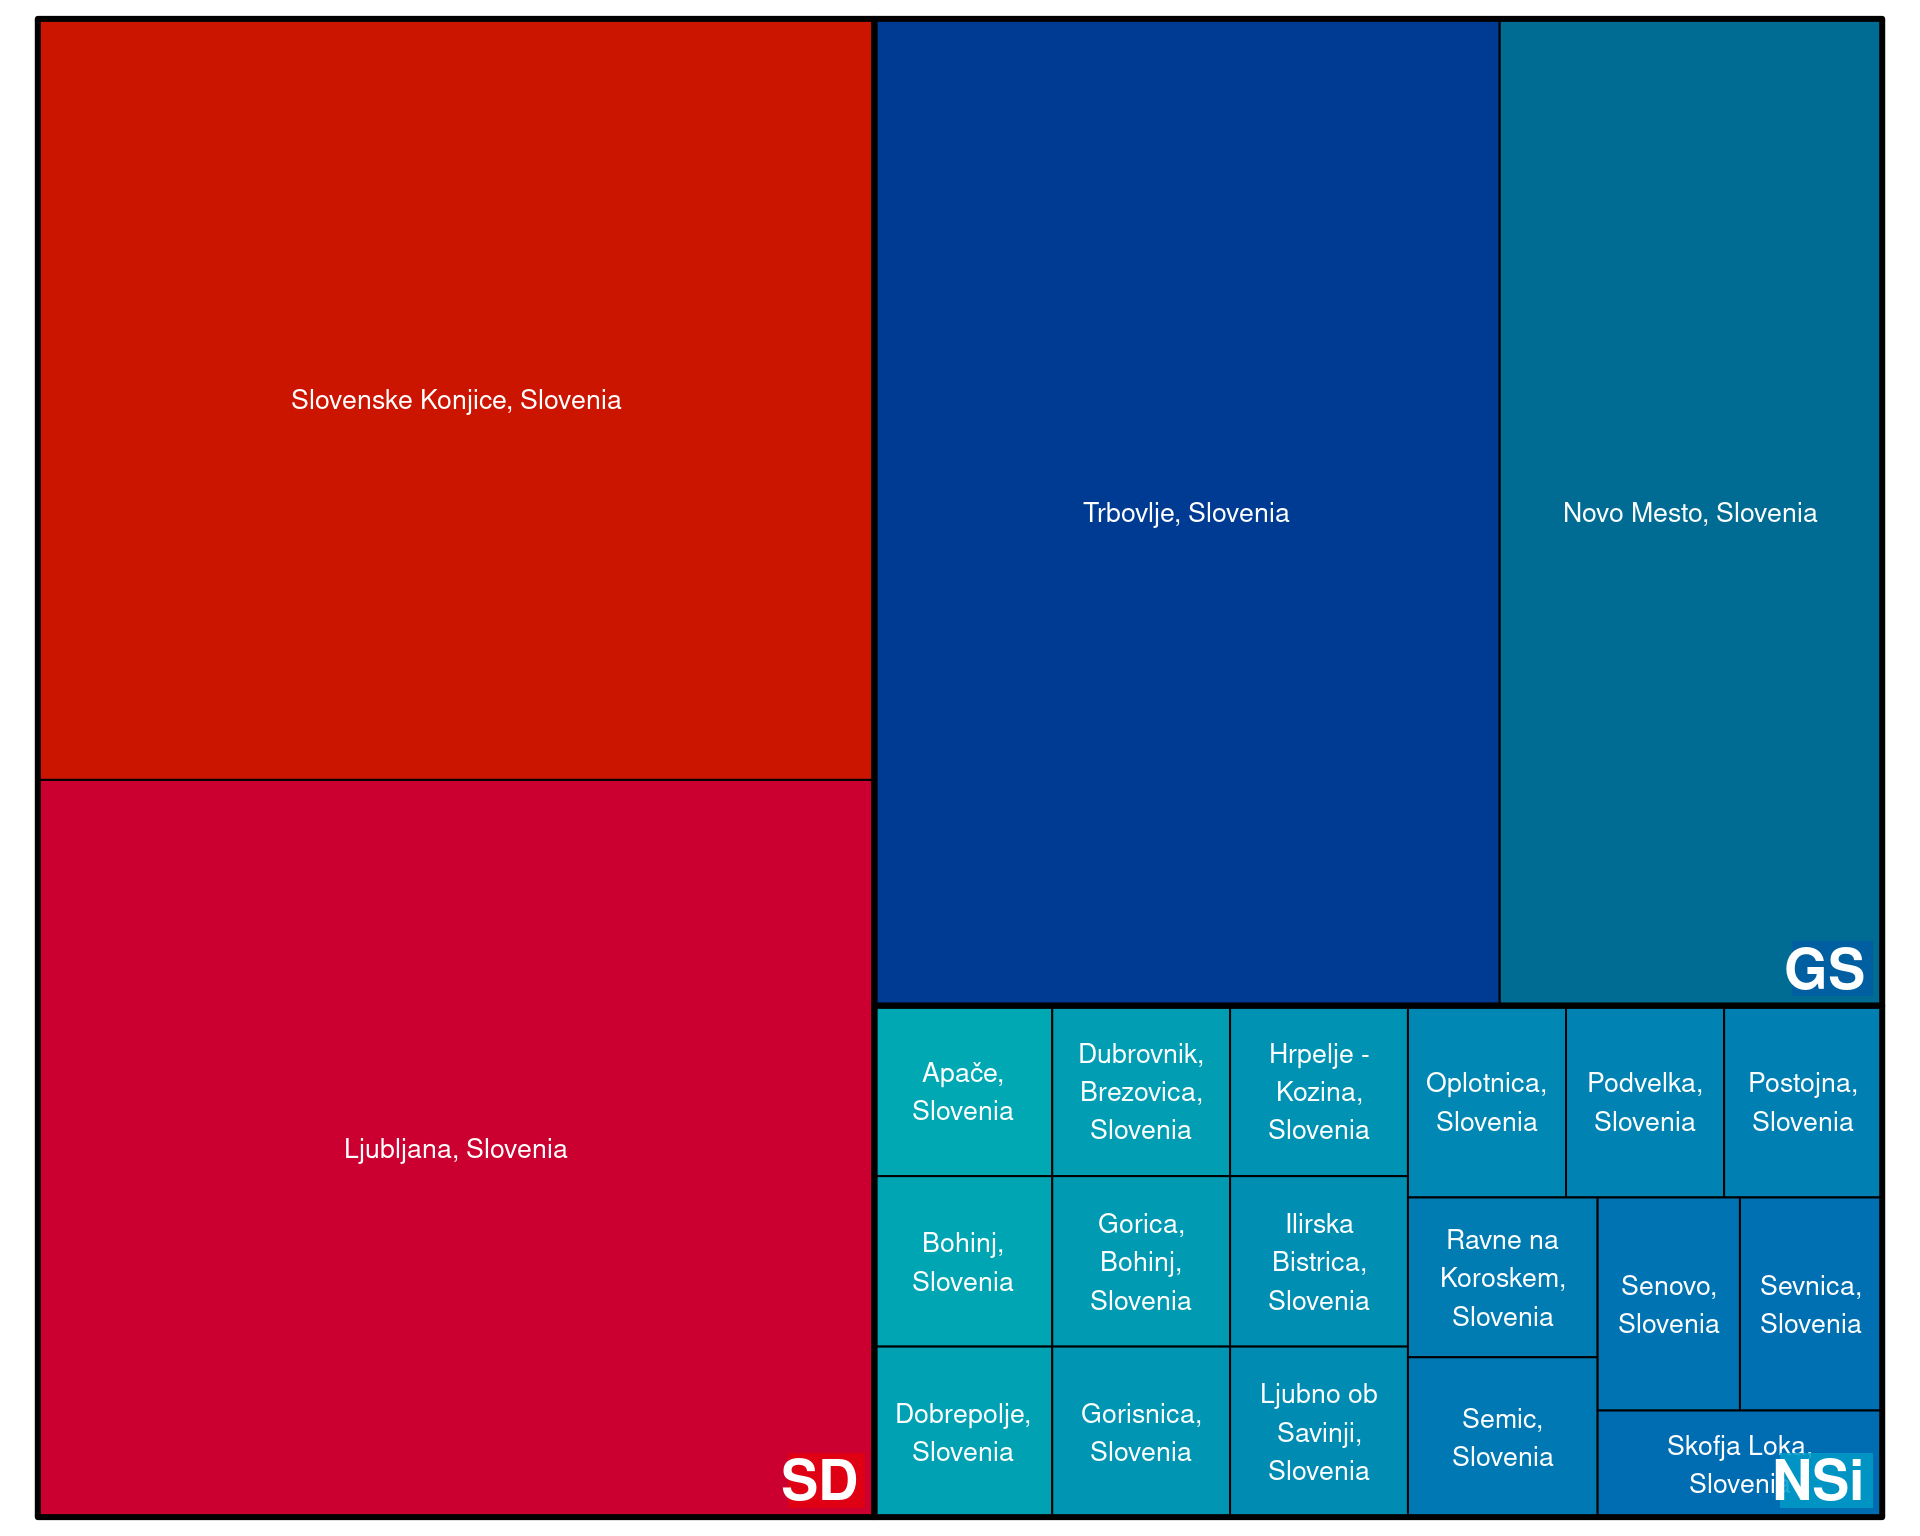 Slovenske Konjice, Slovenia
Ljubljana, Slovenia
SD
Trbovlje, Slovenia
Novo Mesto, Slovenia
GS
Apače,
Slovenia
Dubrovnik,
Brezovica,
Slovenia
Hrpelje -
Kozina,
Slovenia
Oplotnica,
Slovenia
Podvelka,
Slovenia
Postojna,
Slovenia
Bohinj,
Slovenia
Gorica,
Bohinj,
Slovenia
Ilirska
Bistrica,
Slovenia
Ravne na
Koroskem,
Slovenia
Senovo,
Slovenia
Sevnica,
Slovenia
Dobrepolje,
Slovenia
Gorisnica,
Slovenia
Ljubno ob
Savinji,
Slovenia
Semic,
Slovenia
Skofja Loka,
Slovenia
NSi